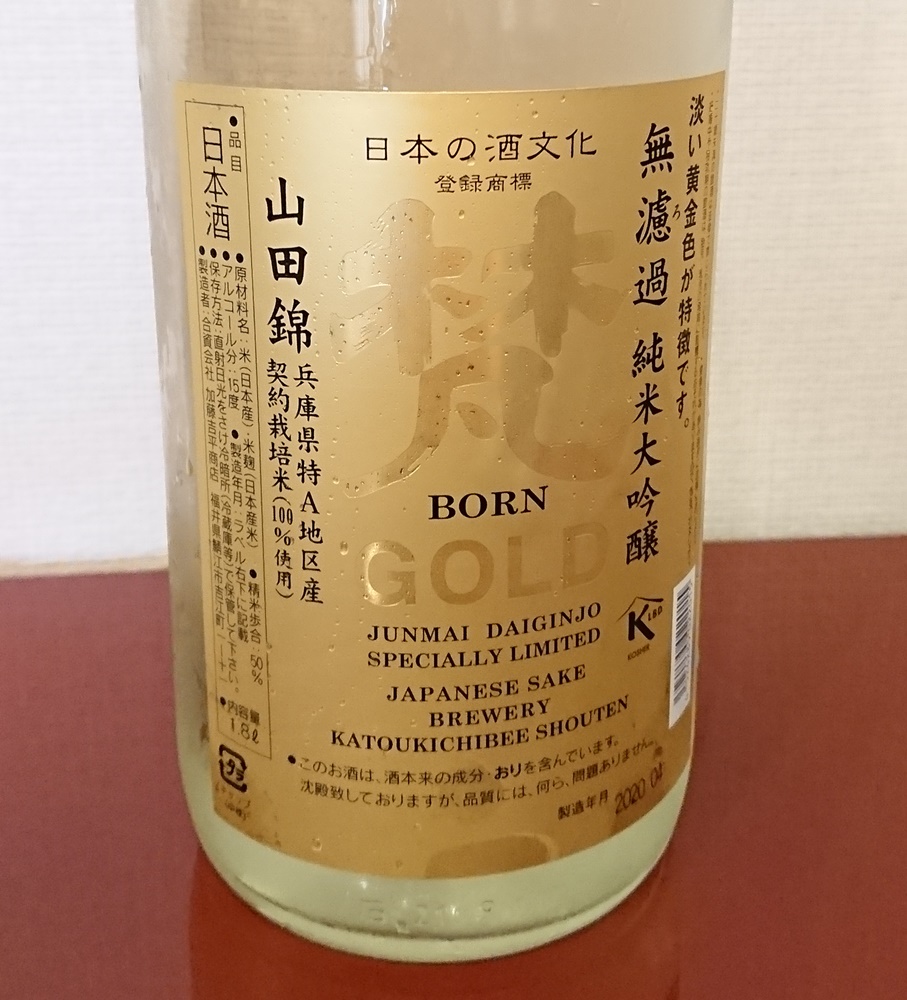 淡い黄金色が特徴です。
無濾過 純米大吟醸
ろ
日本の酒文化
登録商標
梵
BORN
GOLD
JUNMAI DAIGINJO
SPECIALLY LIMITED
JAPANESE SAKE
BREWERY
KATOUKICHIBEE SHOUTEN
K LBD
KOSHER
山田錦
兵庫県特A地区産
契約栽培米(100%使用)
●品目
日本酒
●原材料名:米(日本産)・米麹(日本産米) ●精米歩合:50%
●アルコール分:15度 ●製造年月:ラベル右下に記載
●保存方法:直射日光をさけ冷暗所(冷蔵庫等)で保管して下さい。
●製造者:合資会社 加藤吉平商店 福井県鯖江市吉江町一ー十一
●内容量
1.8ℓ
●このお酒は、酒本来の成分・おりを含んでいます。
沈殿致しておりますが、品質には、何ら、問題ありません。
製造年月 2020 04